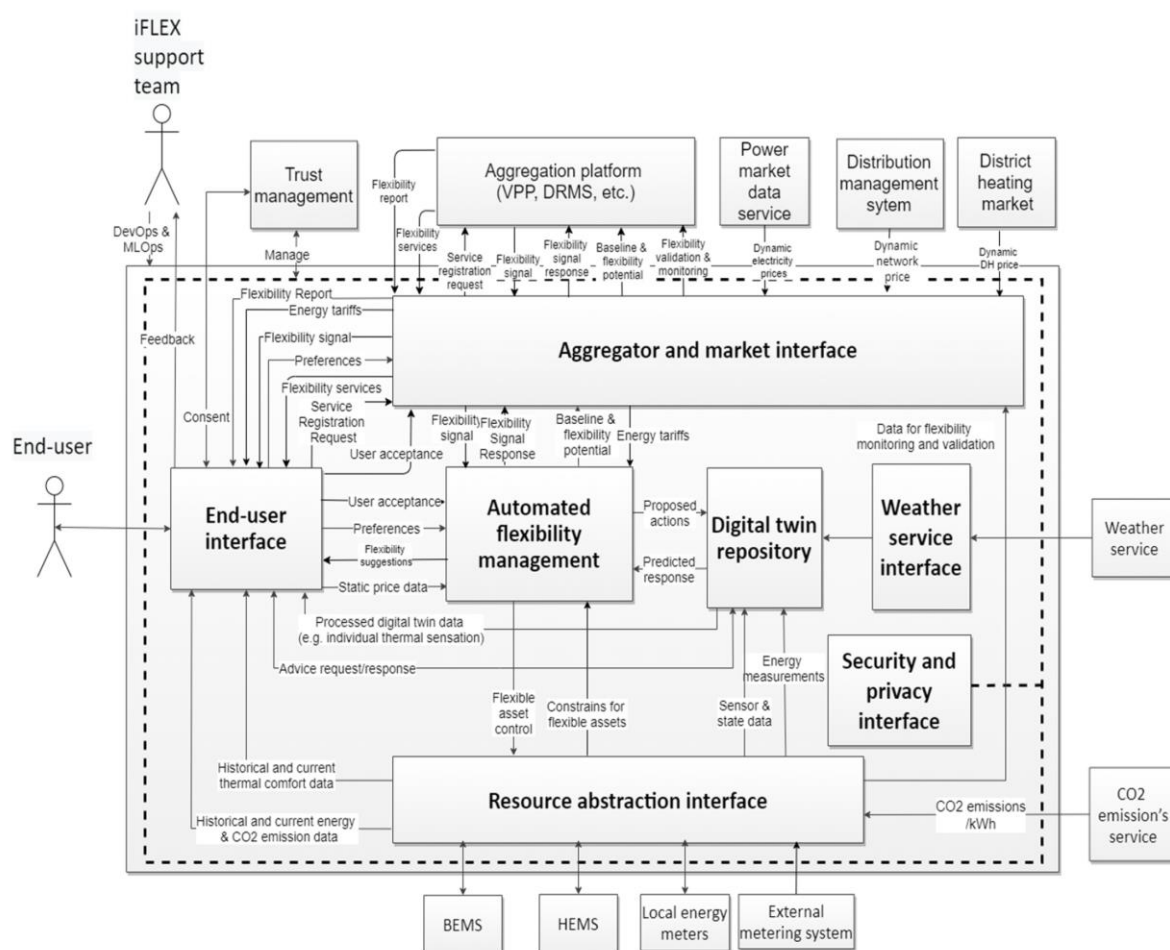 iFLEX
support
team
Trust
management
Aggregation platform
(VPP, DRMS, etc.)
Power
market data
service
Distribution
management
sytem
District
heating
market
Flexibility
report
DevOps &
MLOps
Manage
Flexibility
services
Service
registration
request
Flexibility
signal
Flexibility
signal
response
Baseline &
flexibility
potential
Flexibility
validation &
monitoring
Dynamic
electricity
prices
Dynamic
network
price
Dynamic
DH price
Flexibility Report
Energy tariffs
Feedback
Flexibility signal
Preferences
Aggregator and market interface
Flexibility services
Service
Registration
Request
Consent
User acceptance
Flexibility
signal
Flexibility
Signal
Response
Baseline &
flexibility
potential
Energy tariffs
Data for flexibility
monitoring and validation
End-user
End-user
interface
User acceptance
Preferences
Flexibility
suggestions
Static price data
Automated
flexibility
management
Proposed
actions
Predicted
response
Digital twin
repository
Weather
service
interface
Weather
service
Processed digital twin data
(e.g. individual thermal sensation)
Advice request/response
Energy
measurements
Security and
privacy
interface
Flexible
asset
control
Constrains for
flexible assets
Sensor &
state data
Historical and current
thermal comfort data
Resource abstraction interface
Historical and current energy
& CO2 emission data
CO2 emissions
/kWh
CO2
emission's
service
BEMS
HEMS
Local energy
meters
External
metering system